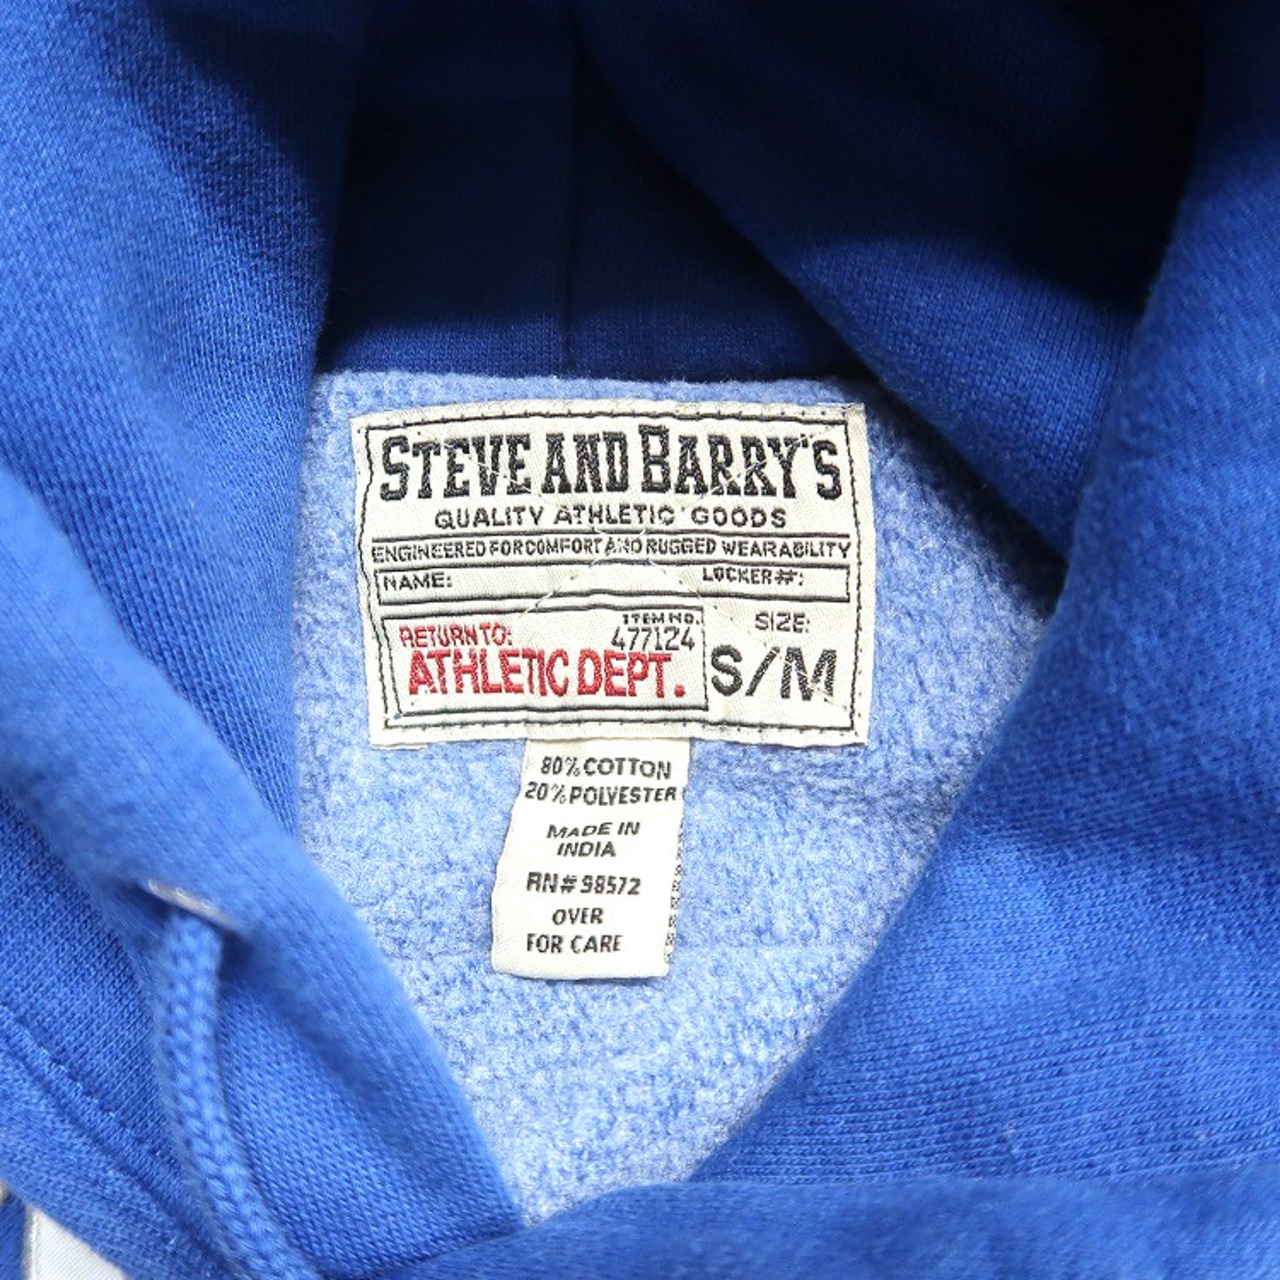 STEVE AND BARRY'S
QUALITY ATHLETIC GOODS
ENGINEERED FOR COMFORT AND RUGGED WEARABILITY
NAME: LOCKER#:
RETURN TO: ITEM NO. SIZE:
477124
ATHLETIC DEPT. S/M
80% COTTON
20% POLYESTER
MADE IN
INDIA
RN# 98572
OVER
FOR CARE